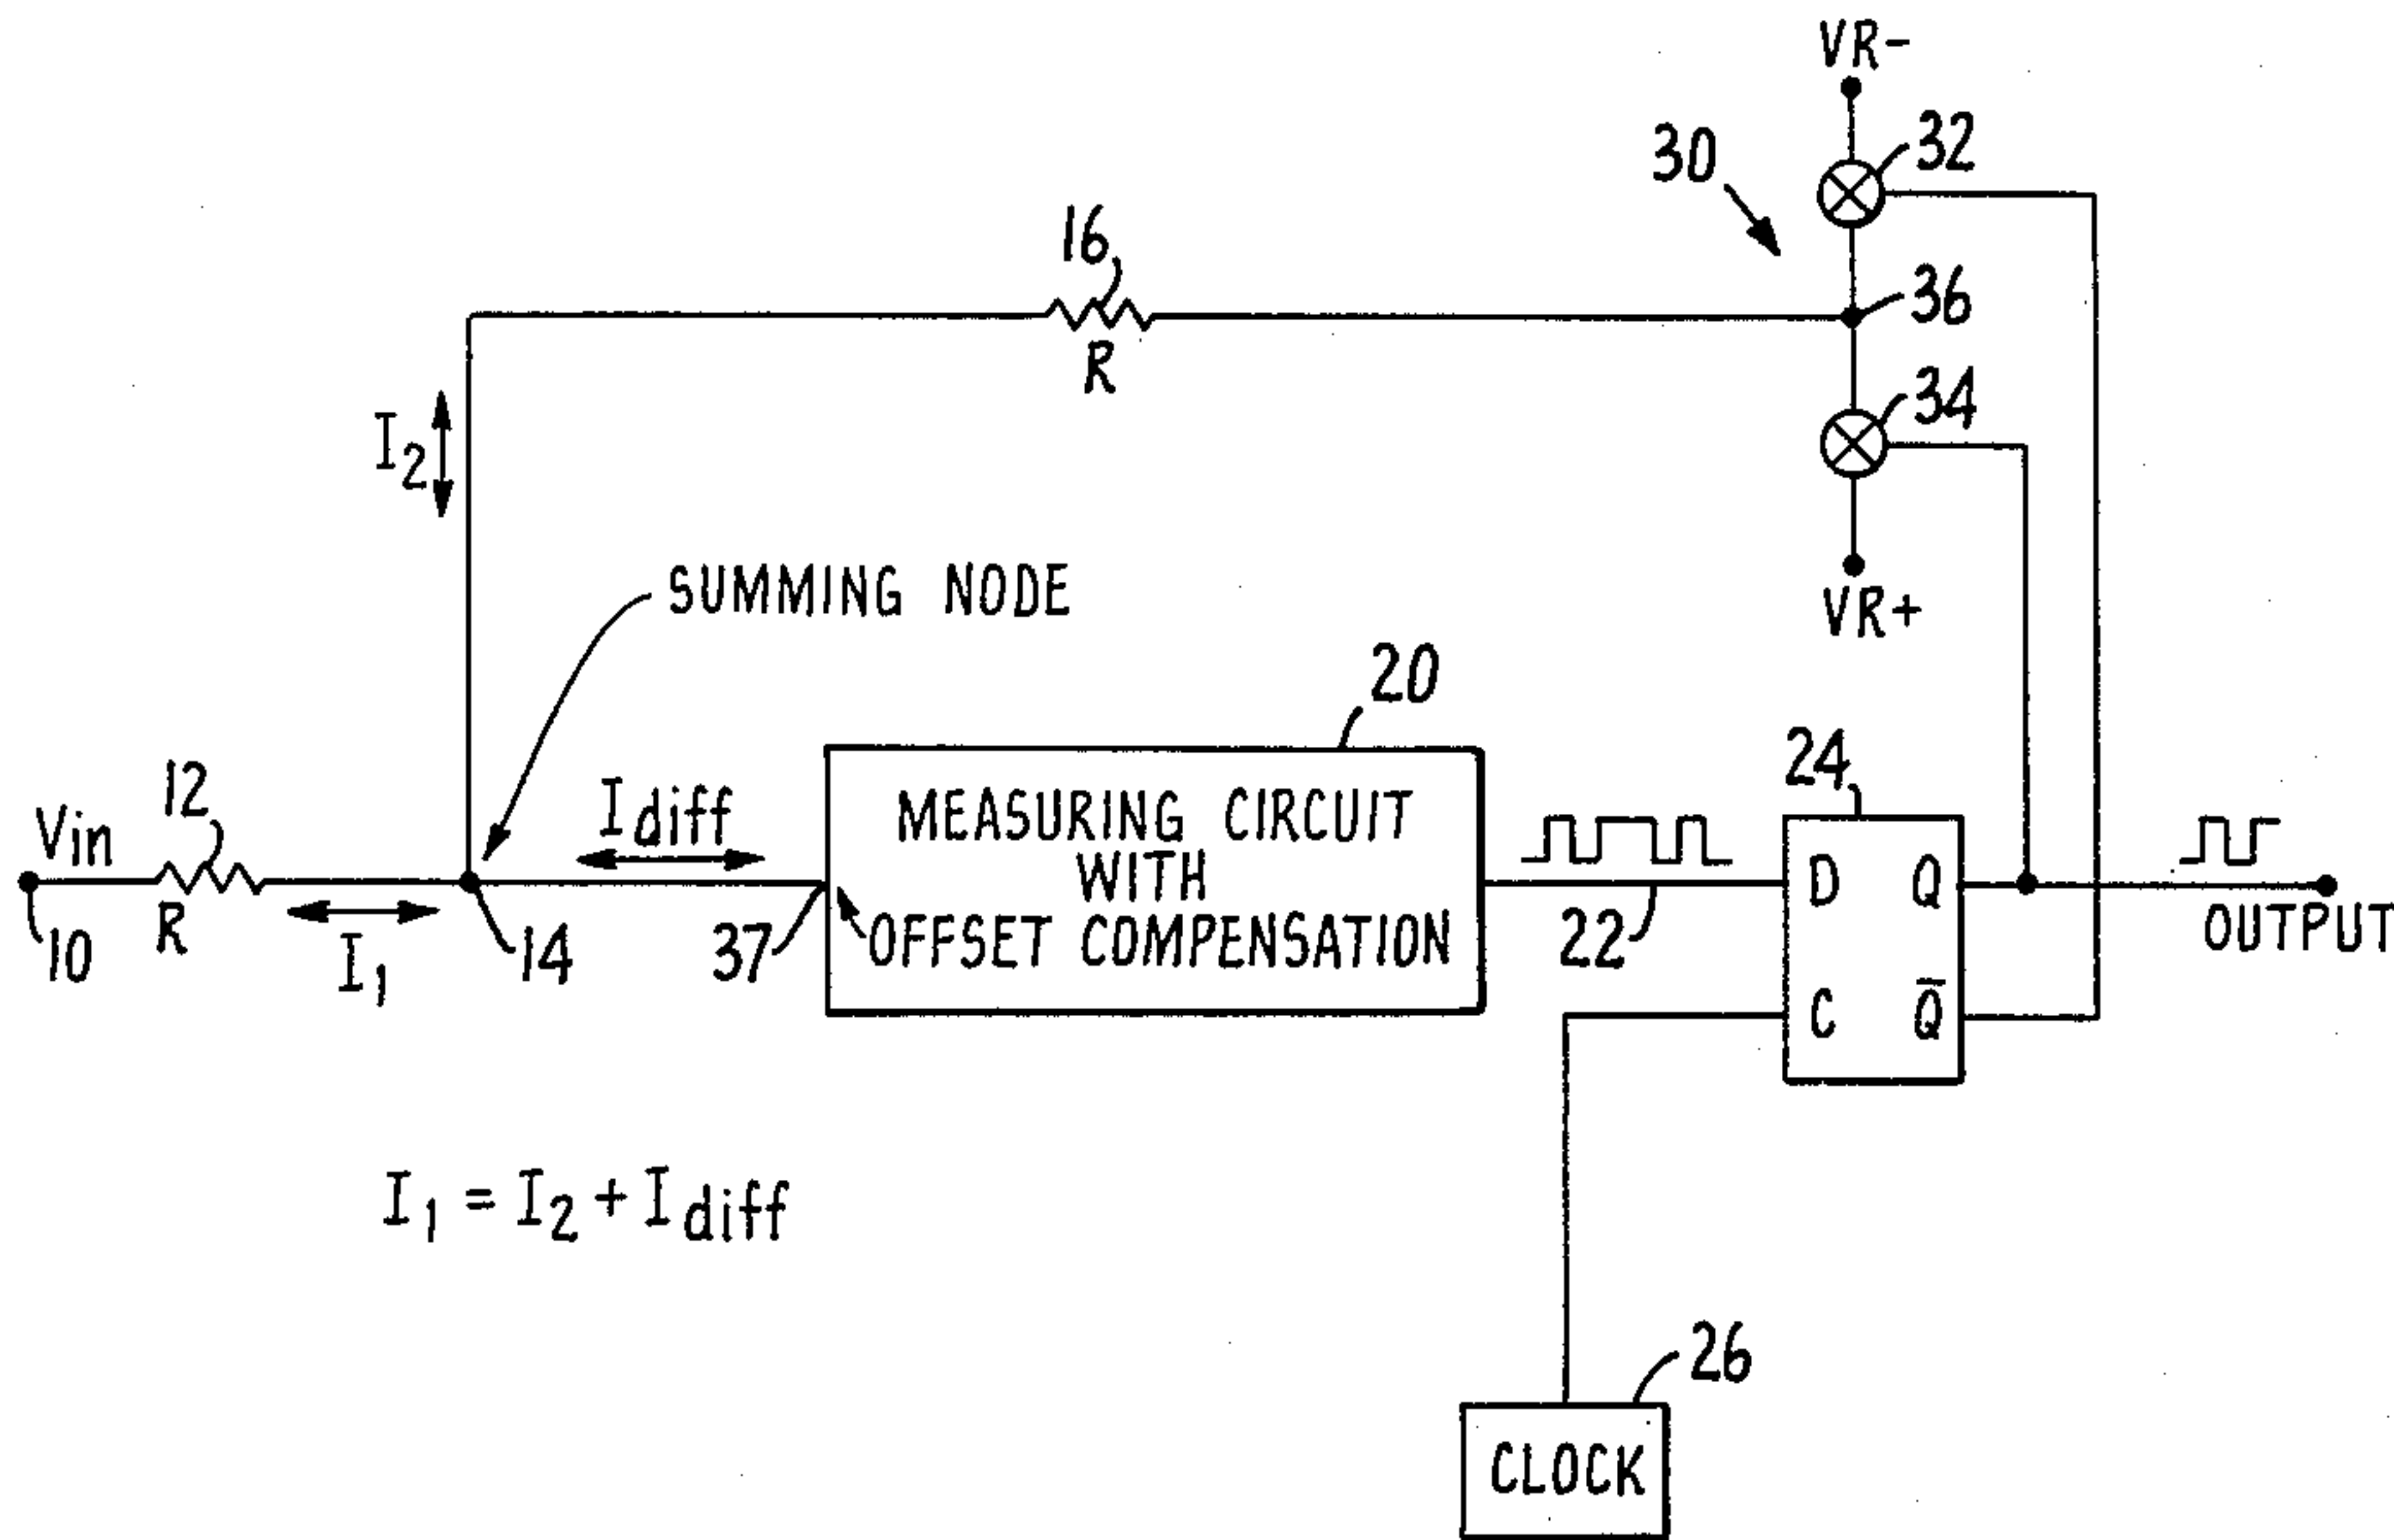 VR-
32
30
16
36
R
34
I2
SUMMING NODE
VR+
20
24
12
Vin
Idiff
MEASURING CIRCUIT
WITH
OFFSET COMPENSATION
D Q
22
OUTPUT
10
R
I1
14
37
C Q̅
I1 = I2 + Idiff
26
CLOCK